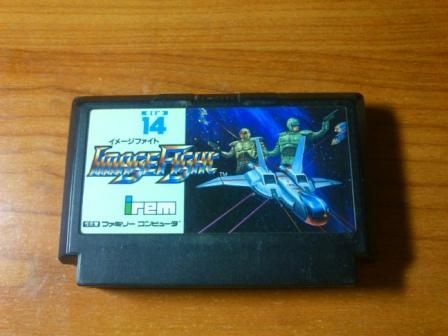 14
イメージファイト
IMAGE FIGHT
TM
irem
ファミリー コンピュータ